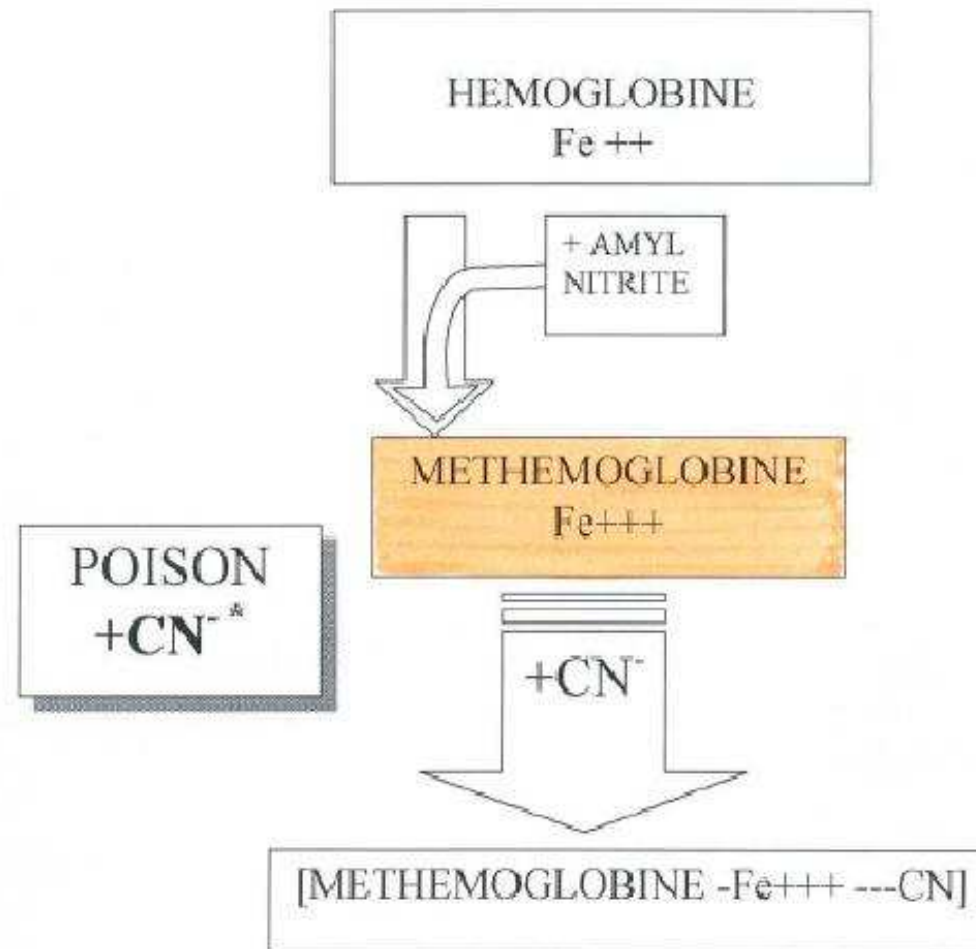 HEMOGLOBINE
Fe ++
+ AMYL
NITRITE
METHEMOGLOBINE
Fe+++
POISON
+CN⁻ &
+CN⁻
[METHEMOGLOBINE -Fe+++ ---CN]